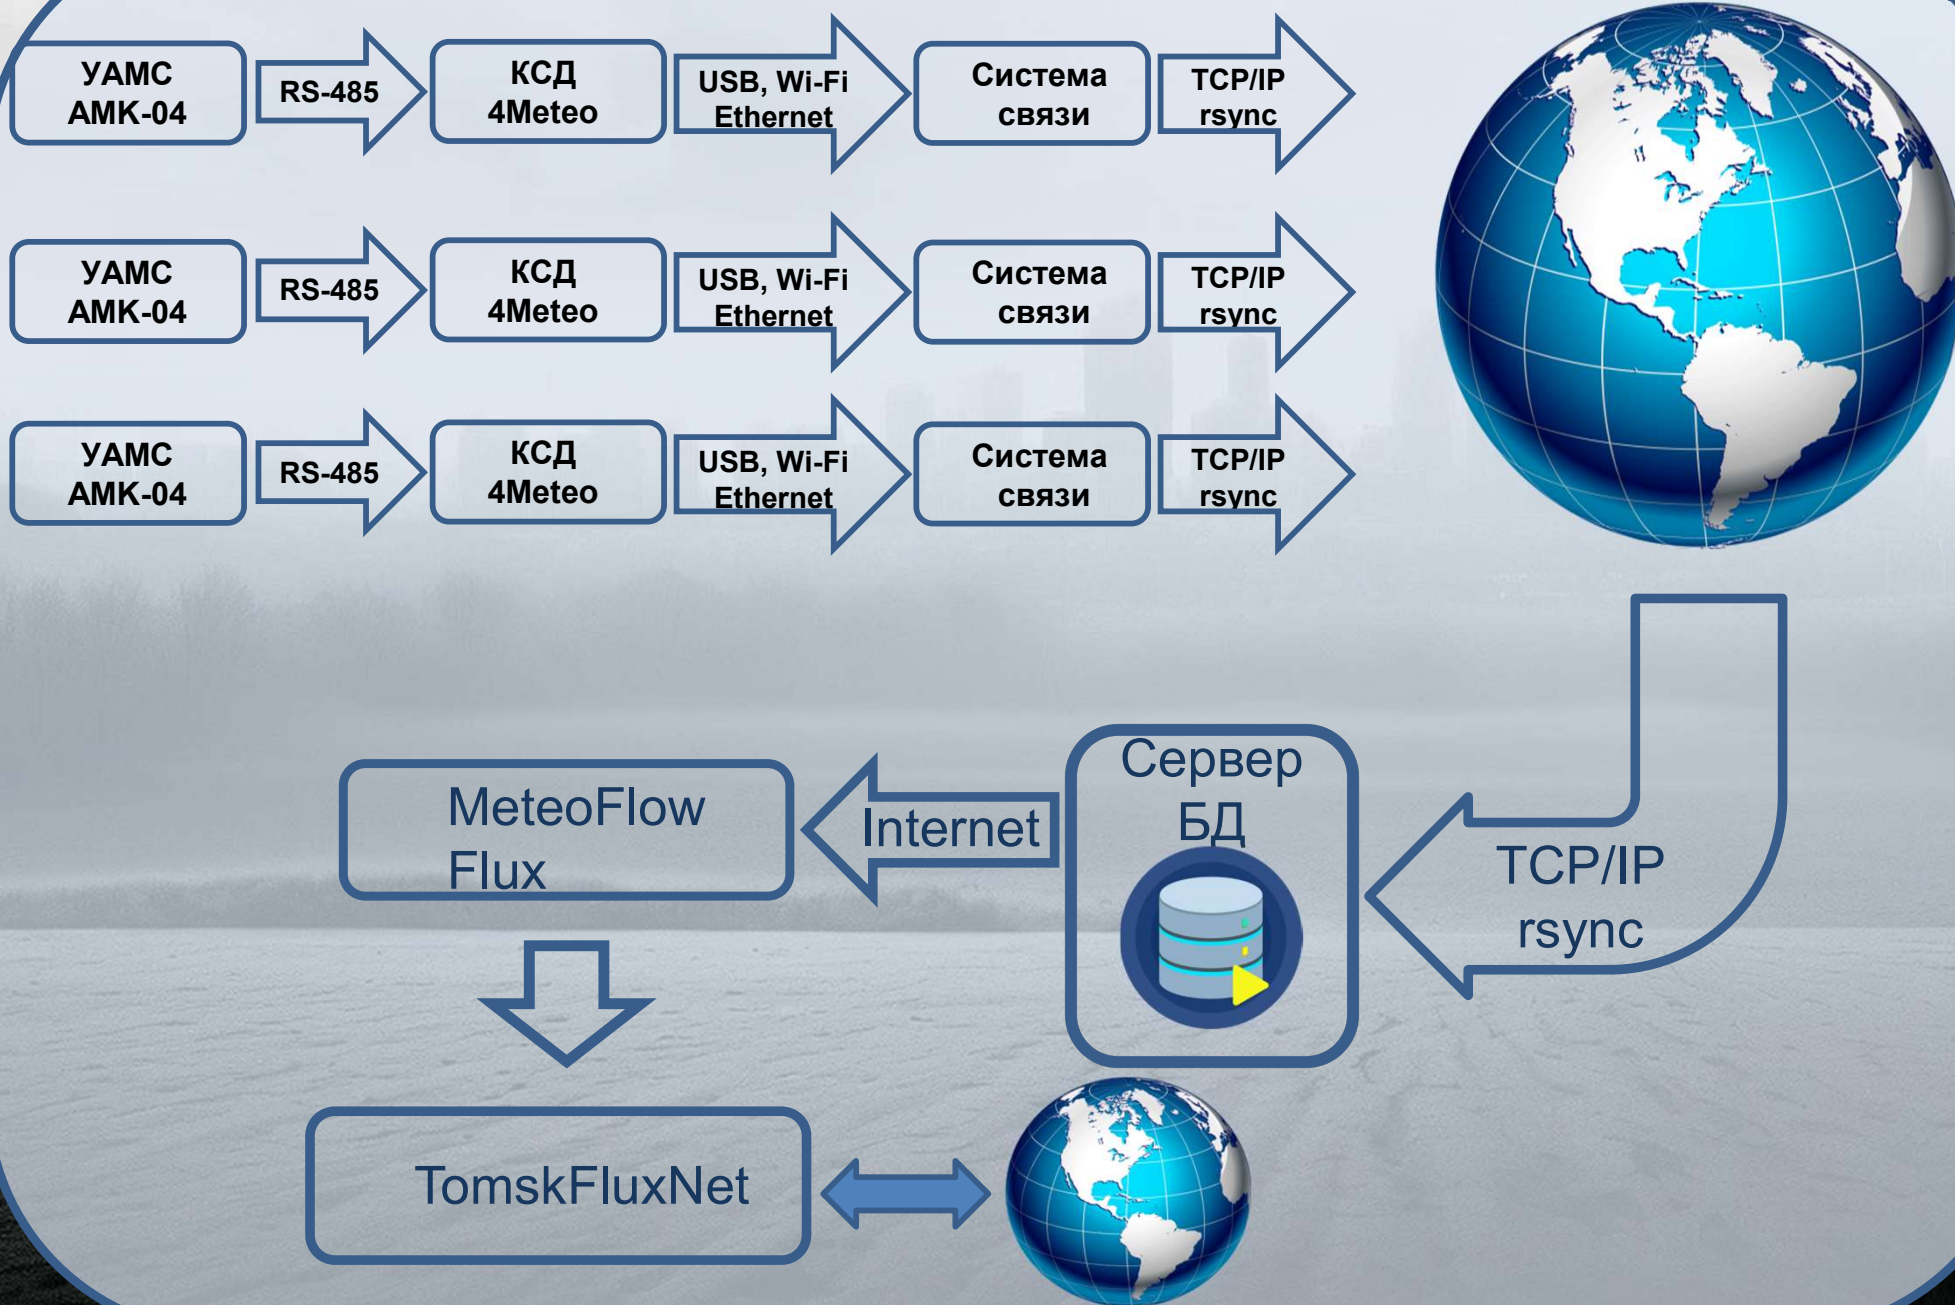 УАМС
АМК-04
RS-485
КСД
4Meteo
USB, Wi-Fi
Ethernet
Система
связи
TCP/IP
rsync
УАМС
АМК-04
RS-485
КСД
4Meteo
USB, Wi-Fi
Ethernet
Система
связи
TCP/IP
rsync
УАМС
АМК-04
RS-485
КСД
4Meteo
USB, Wi-Fi
Ethernet
Система
связи
TCP/IP
rsync
TCP/IP
rsync
Сервер
БД
Internet
MeteoFlow
Flux
TomskFluxNet